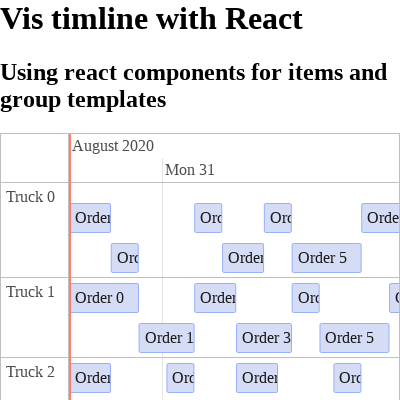 Vis timline with React
Using react components for items and
group templates
August 2020
Mon 31
Truck 0
Order
Orc
Orc
Orde
Orc
Order
Order 5
Truck 1
Order 0
Order
Orc
Order 1
Order 3
Order 5
Truck 2
Order
Orc
Order
Orc